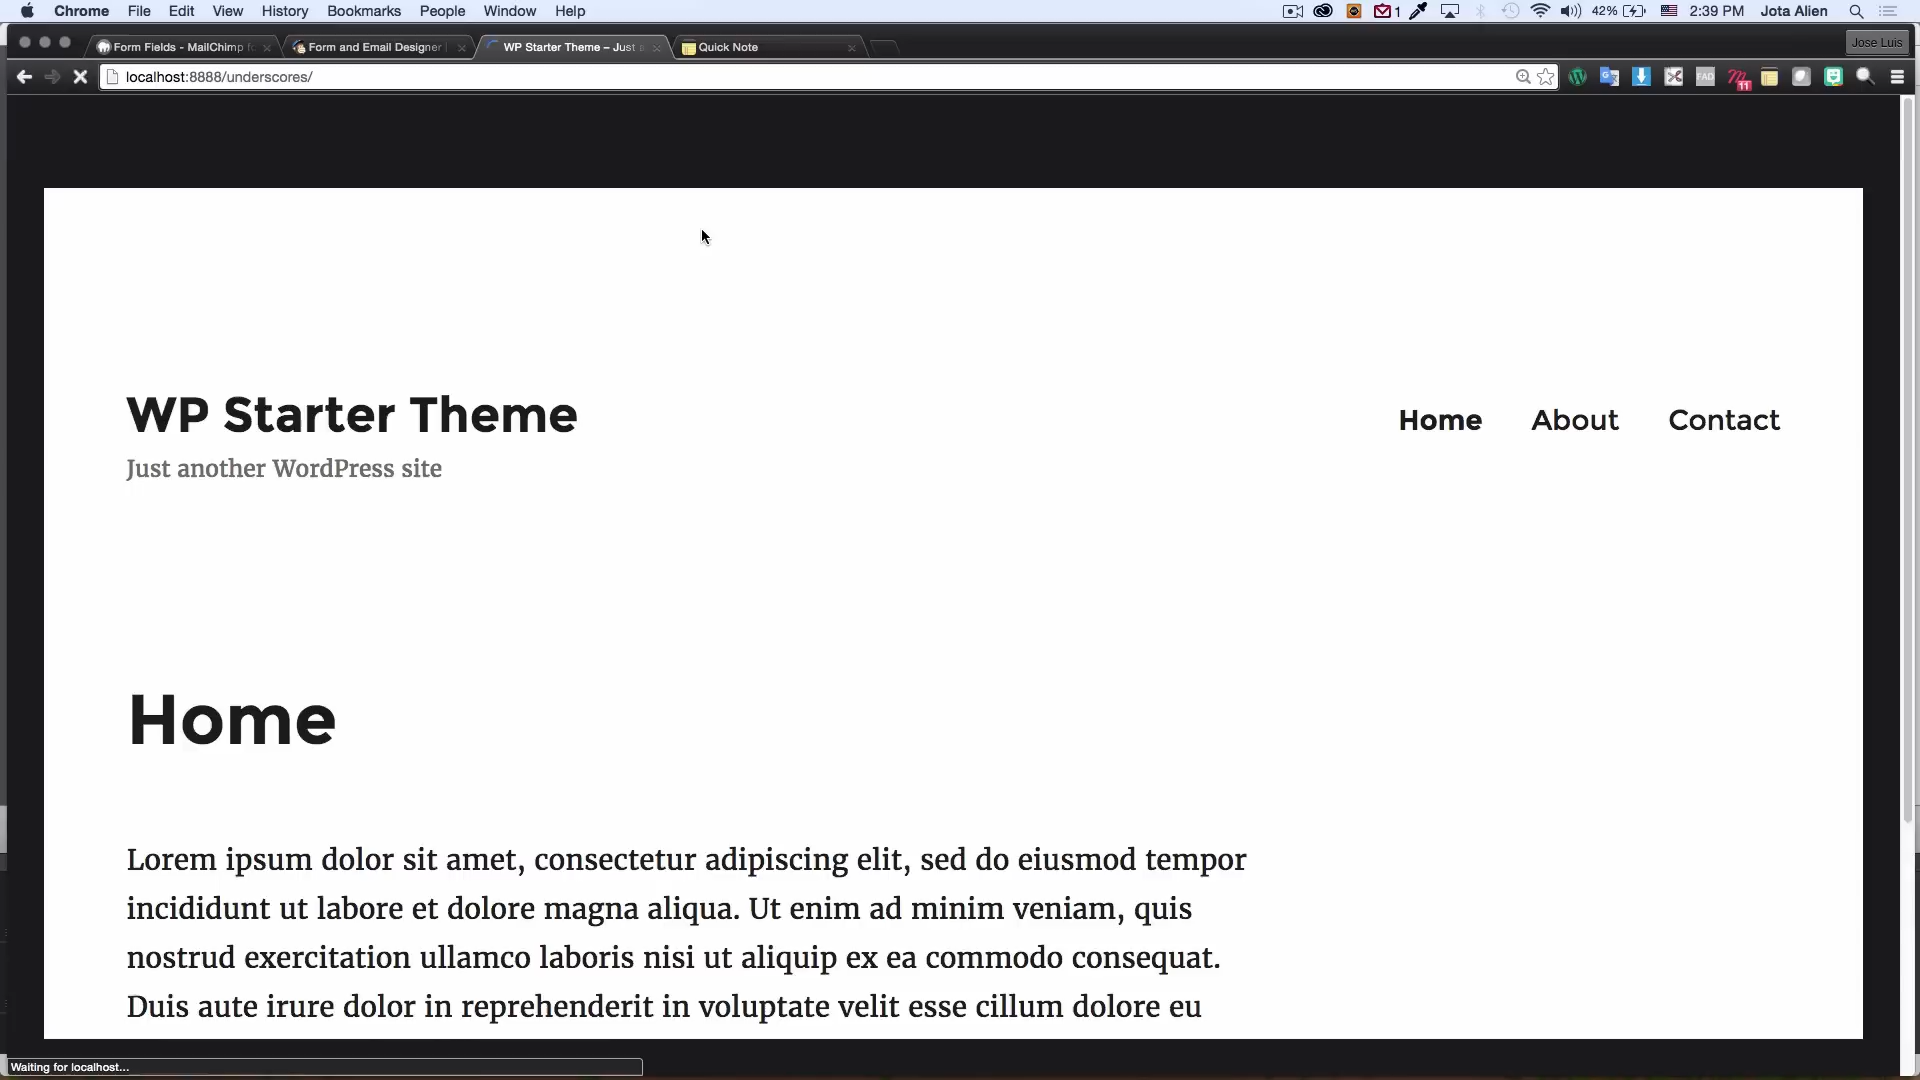 Chrome File Edit View History Bookmarks People Window Help 1 42% 2:39 PM Jota Alien
Form Fields - MailChimp Form and Email Designer WP Starter Theme – Just Quick Note Jose Luis
localhost:8888/underscores/ FAD 11
WP Starter Theme
Just another WordPress site
Home About Contact
Home
Lorem ipsum dolor sit amet, consectetur adipiscing elit, sed do eiusmod tempor
incididunt ut labore et dolore magna aliqua. Ut enim ad minim veniam, quis
nostrud exercitation ullamco laboris nisi ut aliquip ex ea commodo consequat.
Duis aute irure dolor in reprehenderit in voluptate velit esse cillum dolore eu
Waiting for localhost...